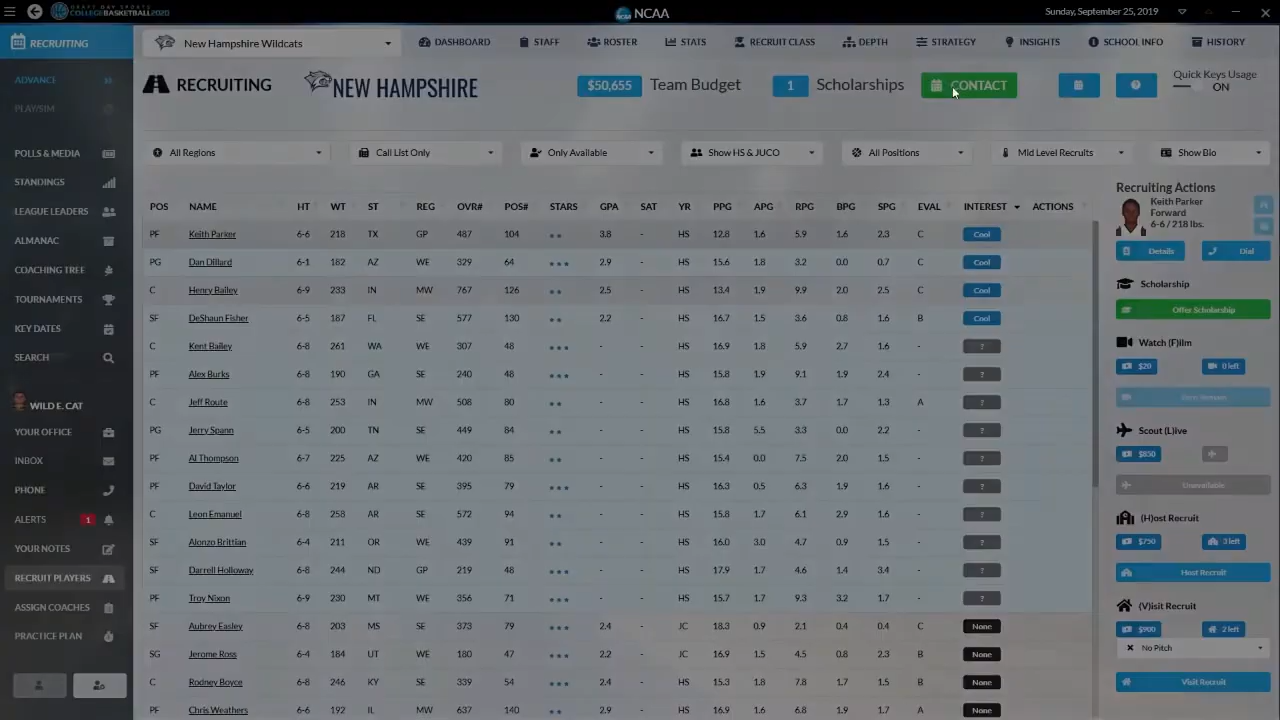 DRAFT DAY SPORTS
COLLEGE BASKETBALL 2020
NCAA
Sunday, September 25, 2019
RECRUITING
New Hampshire Wildcats
DASHBOARD STAFF ROSTER STATS RECRUIT CLASS DEPTH STRATEGY INSIGHTS SCHOOL INFO HISTORY
ADVANCE
PLAY/SIM
POLLS & MEDIA
STANDINGS
LEAGUE LEADERS
ALMANAC
COACHING TREE
TOURNAMENTS
KEY DATES
SEARCH
WILD E. CAT
YOUR OFFICE
INBOX
PHONE
ALERTS 1
YOUR NOTES
RECRUIT PLAYERS
ASSIGN COACHES
PRACTICE PLAN
RECRUITING NEW HAMPSHIRE $50,655 Team Budget 1 Scholarships CONTACT
Quick Keys Usage
ON
All Regions Call List Only Only Available Show HS & JUCO All Positions Mid Level Recruits Show Bio
POS NAME HT WT ST REG OVR# POS# STARS GPA SAT YR PPG APG RPG BPG SPG EVAL INTEREST ACTIONS
PF Keith Parker 6-6 218 TX GP 487 104 3.8 - HS 12.8 1.6 5.9 1.6 2.3 C Cool
PG Dan Dillard 6-1 182 AZ WE 306 64 2.9 - HS 15.6 1.8 3.2 0.0 0.7 C Cool
C Henry Bailey 6-9 233 IN MW 767 126 2.5 - HS 13.4 1.9 9.9 2.0 2.5 C Cool
SF DeShaun Fisher 6-5 187 FL SE 577 130 2.2 - HS 16.7 1.5 3.6 0.8 1.6 B Cool
C Kent Bailey 6-8 261 WA WE 307 48 - - HS 16.9 1.8 5.9 2.7 1.6 - ?
PF Alex Burks 6-8 190 GA SE 240 48 - - HS 15.8 1.9 9.1 1.9 2.4 - ?
C Jeff Route 6-8 253 IN MW 508 80 - - HS 16.8 1.6 3.7 1.7 1.3 A ?
PG Jerry Spann 6-5 200 TN SE 449 84 - - HS 15.8 5.5 3.3 0.0 2.2 - ?
PF Al Thompson 6-7 225 AZ WE 420 85 - - HS 15.4 0.0 7.5 2.0 1.5 - ?
PF David Taylor 6-6 219 AR SE 395 79 - - HS 16.3 0.5 6.3 1.9 1.6 - ?
C Leon Emanuel 6-8 258 AR SE 572 94 - - HS 15.8 1.7 6.1 2.9 1.6 - ?
SF Alonzo Brittian 6-4 211 OR WE 439 91 - - HS 16.0 3.0 4.7 0.9 1.5 - ?
SF Darrell Holloway 6-8 244 ND GP 219 48 - - HS 17.9 1.7 4.6 1.4 3.4 - ?
PF Troy Nixon 6-9 230 MT WE 356 71 - - HS 15.7 1.7 9.3 3.2 1.7 - ?
SF Aubrey Easley 6-8 203 MS SE 373 79 2.4 - JC 18.3 0.9 2.1 0.4 0.4 C None
SG Jerome Ross 6-4 184 UT WE 180 47 2.2 - JC 16.9 1.5 4.5 0.8 2.3 B None
C Rodney Boyce 6-8 246 KY SE 339 54 2.4 - JC 15.3 1.8 7.8 1.7 1.5 B None
PF Chris Weathers 6-6 192 IL MW 637 140 2.9 - HS 16.9 1.6 6.8 1.9 1.7 A None
Recruiting Actions
Keith Parker
Forward
6-6 / 218 lbs.
Details Dial
Scholarship
Offer Scholarship
Watch (F)ilm
$20 0 left
Scout (L)ive
$850
Unavailable
(H)ost Recruit
$750 3 left
Host Recruit
(V)isit Recruit
$900 2 left
No Pitch
Visit Recruit